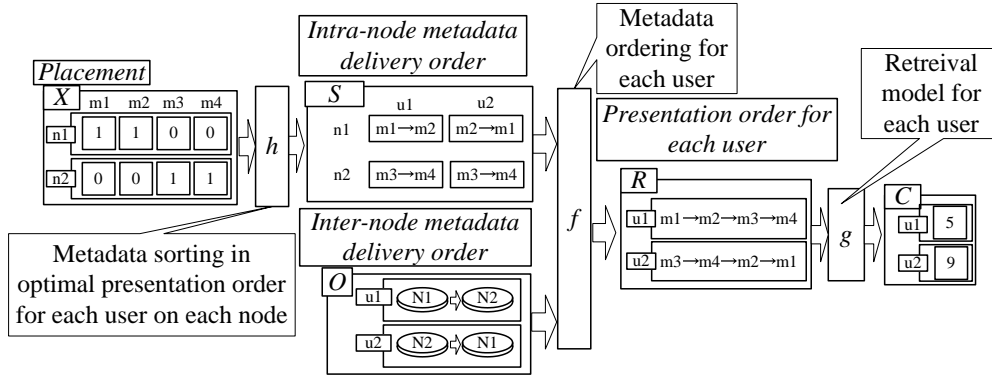 Placement
X
m1 m2 m3 m4
n1 1 1 0 0
n2 0 0 1 1
h
Metadata sorting in
optimal presentation order
for each user on each node
Intra-node metadata
delivery order
S
u1 u2
n1 m1→m2 m2→m1
n2 m3→m4 m3→m4
Inter-node metadata
delivery order
O
u1 N1 N2
u2 N2 N1
Metadata
ordering for
each user
f
Presentation order for
each user
R
u1 m1→m2→m3→m4
u2 m3→m4→m2→m1
Retreival
model for
each user
g
C
u1 5
u2 9